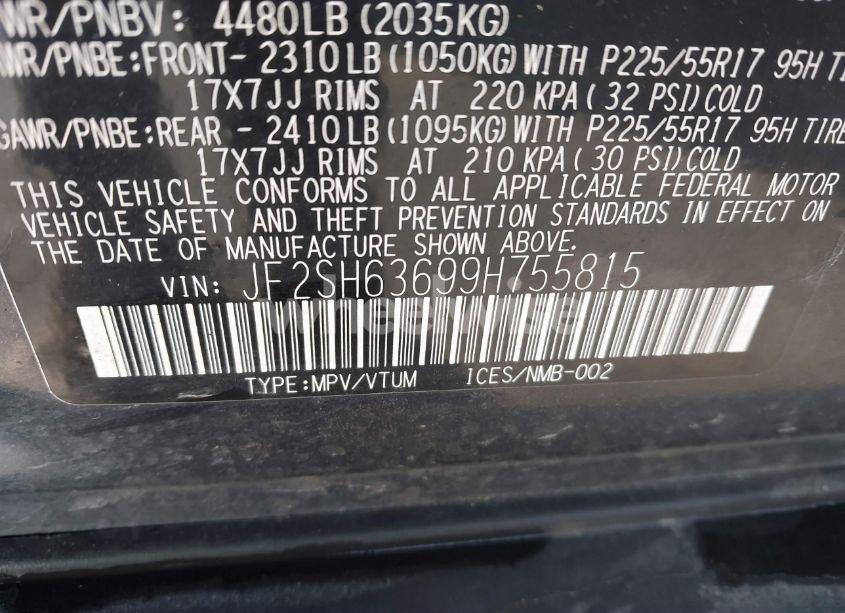 WR/PNBV: 4480LB (2035KG)
WR/PNBE:FRONT- 2310LB(1050KG)WITH P225/55R17 95H TI
17X7JJ RIMS AT 220 KPA( 32 PSI)COLD
GAWR/PNBE:REAR - 2410LB(1095KG)WITH P225/55R17 95H TIRE
17X7JJ RIMS AT 210 KPA( 30 PSI)COLD
THIS VEHICLE CONFORMS TO ALL APPLICABLE FEDERAL MOTOR
VEHICLE SAFETY AND THEFT PREVENTION STANDARDS IN EFFECT ON
THE DATE OF MANUFACTURE SHOWN ABOVE.
VIN: JF2SH63699H755815
wheelwise
TYPE:MPV/VTUM ICES/NMB-002